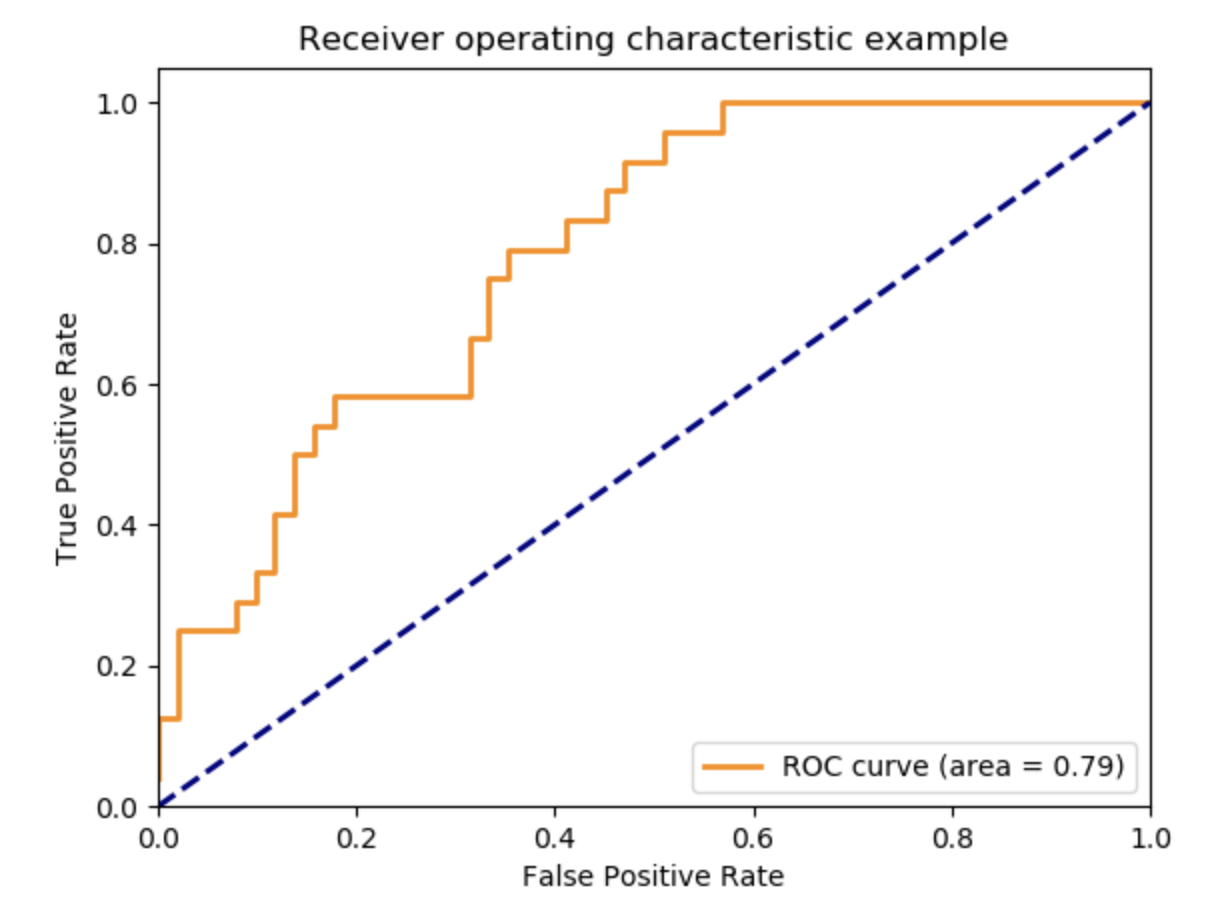 Receiver operating characteristic example
1.0
0.8
0.6
0.4
0.2
0.0
True Positive Rate
ROC curve (area = 0.79)
0.0 0.2 0.4 0.6 0.8 1.0
False Positive Rate